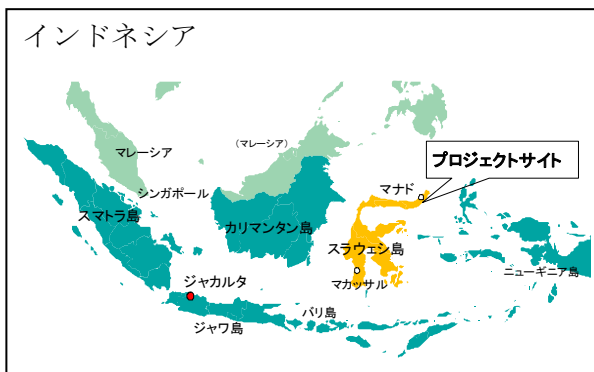 インドネシア
マレーシア
(マレーシア)
プロジェクトサイト
マナド
シンガポール
スマトラ島
カリマンタン島
スラウェシ島
ニューギニア島
ジャカルタ
マカッサル
バリ島
ジャワ島